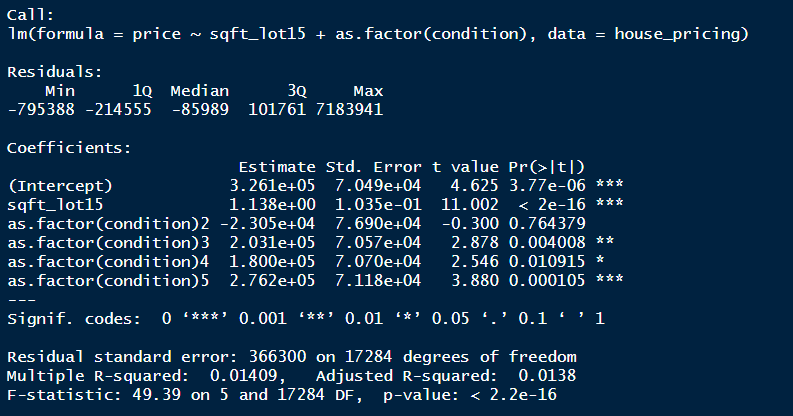 Call:
lm(formula = price ~ sqft_lot15 + as.factor(condition), data = house_pricing)
Residuals:
Min 1Q Median 3Q Max
-795388 -214555 -85989 101761 7183941
Coefficients:
Estimate Std. Error t value Pr(>|t|)
(Intercept) 3.261e+05 7.049e+04 4.625 3.77e-06 ***
sqft_lot15 1.138e+00 1.035e-01 11.002 < 2e-16 ***
as.factor(condition)2 -2.305e+04 7.690e+04 -0.300 0.764379
as.factor(condition)3 2.031e+05 7.057e+04 2.878 0.004008 **
as.factor(condition)4 1.800e+05 7.070e+04 2.546 0.010915 *
as.factor(condition)5 2.762e+05 7.118e+04 3.880 0.000105 ***
---
Signif. codes: 0 ‘***’ 0.001 ‘**’ 0.01 ‘*’ 0.05 ‘.’ 0.1 ‘ ’ 1
Residual standard error: 366300 on 17284 degrees of freedom
Multiple R-squared: 0.01409, Adjusted R-squared: 0.0138
F-statistic: 49.39 on 5 and 17284 DF, p-value: < 2.2e-16